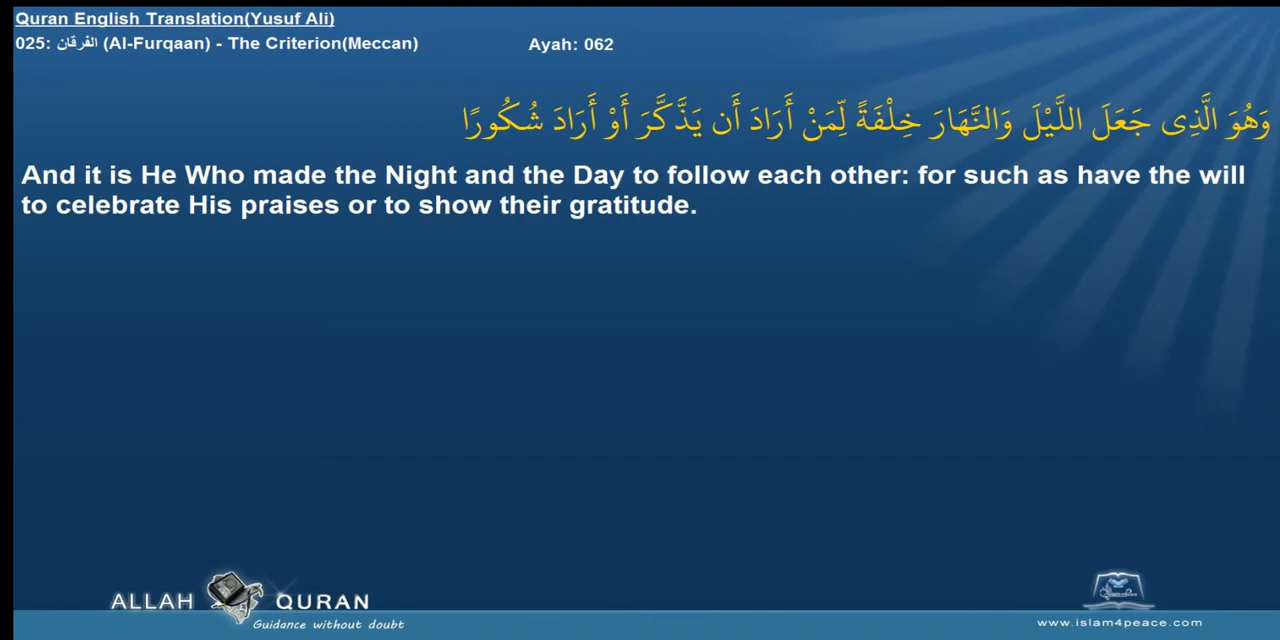 Quran English Translation(Yusuf Ali)
025: الفرقان (Al-Furqaan) - The Criterion(Meccan) Ayah: 062
وَهُوَ الَّذِى جَعَلَ اللَّيْلَ وَالنَّهَارَ خِلْفَةً لِّمَنْ أَرَادَ أَن يَذَّكَّرَ أَوْ أَرَادَ شُكُورًا
And it is He Who made the Night and the Day to follow each other: for such as have the will
to celebrate His praises or to show their gratitude.
ALLAH QURAN
Guidance without doubt
www.islam4peace.com